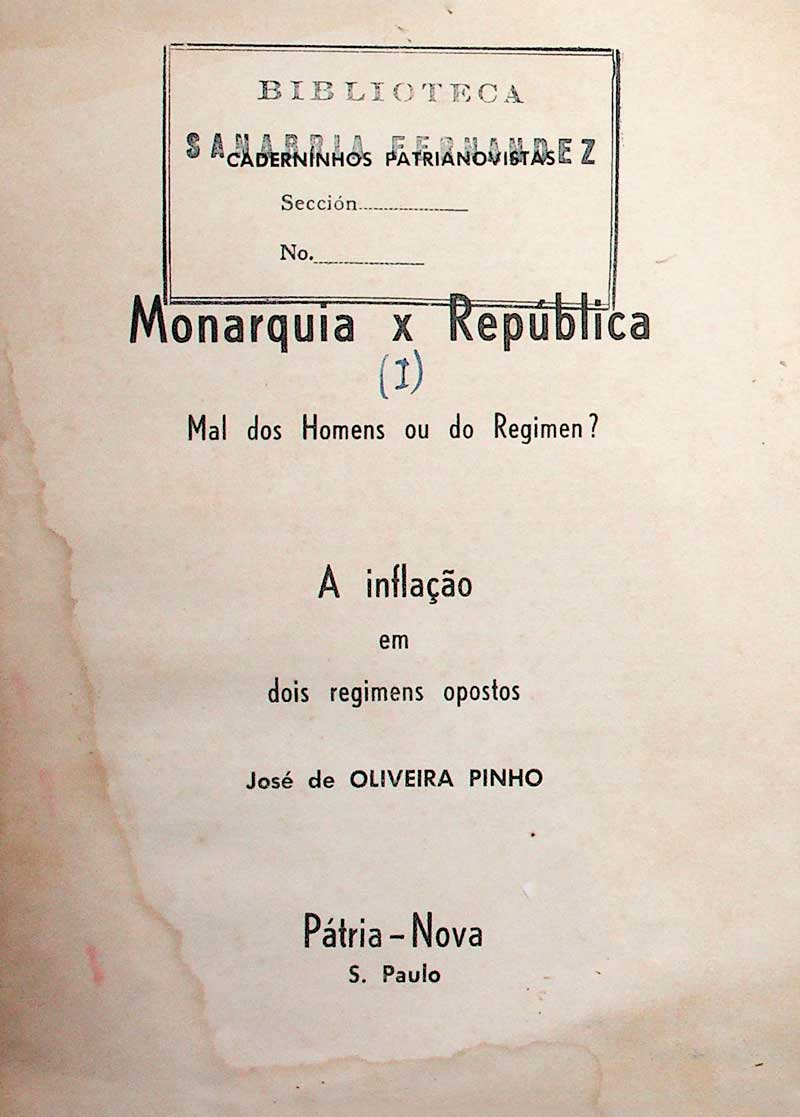 BIBLIOTECA
SANABRIA FERNANDEZ
CADERNINHOS PATRIANOVISTAS
Sección
No.
Monarquia x República
(I)
Mal dos Homens ou do Regimen?
A inflação
em
dois regimens opostos
José de OLIVEIRA PINHO
Pátria-Nova
S. Paulo